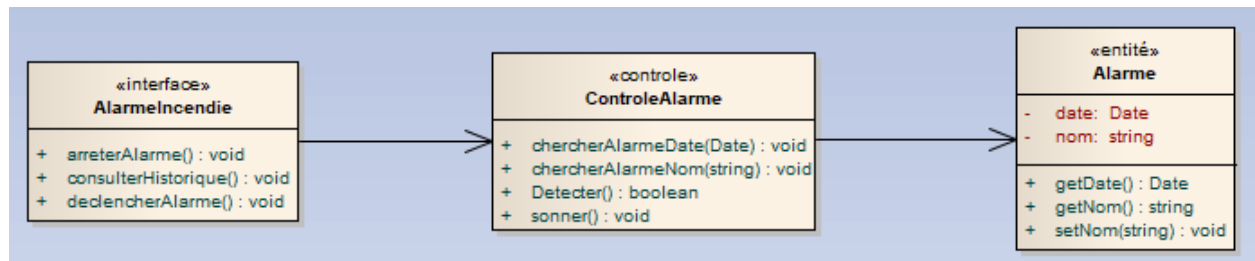 «interface»
AlarmeIncendie
+ arreterAlarme() : void
+ consulterHistorique() : void
+ declencherAlarme() : void
«controle»
ControleAlarme
+ chercherAlarmeDate(Date) : void
+ chercherAlarmeNom(string) : void
+ Detecter() : boolean
+ sonner() : void
«entité»
Alarme
- date: Date
- nom: string
+ getDate() : Date
+ getNom() : string
+ setNom(string) : void